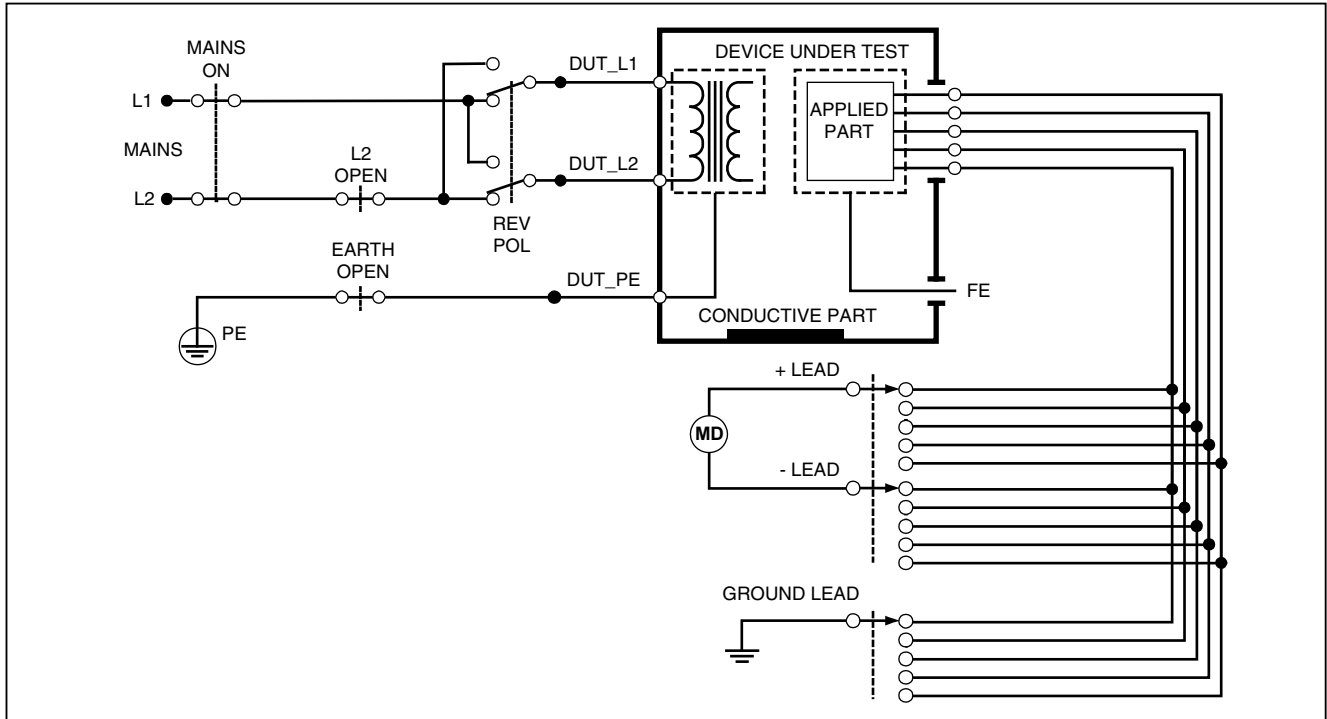 MAINS
ON
L1
MAINS
L2
L2
OPEN
REV
POL
EARTH
OPEN
PE
DUT_L1
DUT_L2
DUT_PE
DEVICE UNDER TEST
APPLIED
PART
FE
CONDUCTIVE PART
+ LEAD
MD
- LEAD
GROUND LEAD